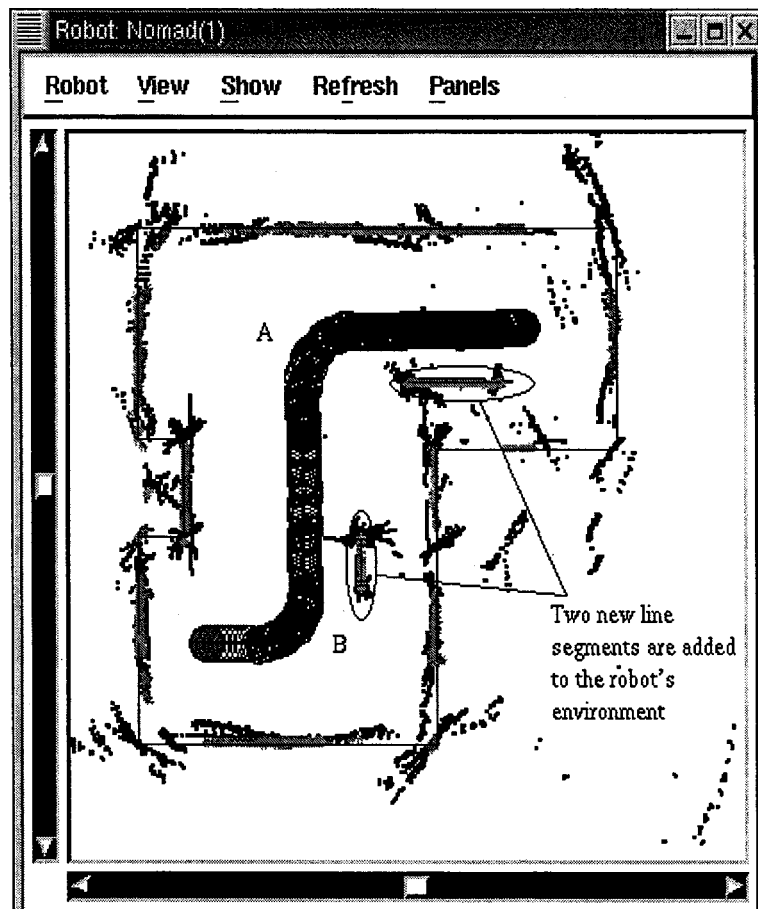 Robot: Nomad(1)
Robot View Show Refresh Panels
A
B
Two new line
segments are added
to the robot's
environment